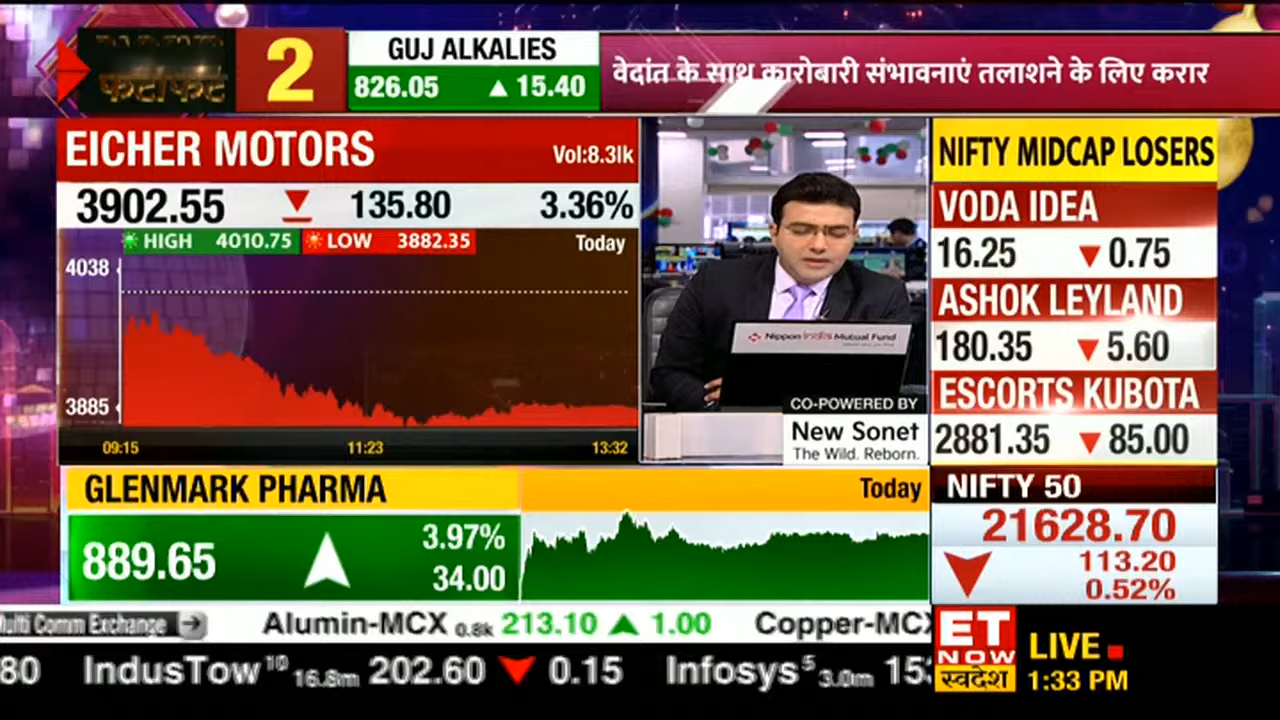 फटाफट
2
GUJ ALKALIES
826.05 ▲ 15.40
वेदांत के साथ कारोबारी संभावनाएं तलाशने के लिए करार
EICHER MOTORS Vol:8.3lk
3902.55 ▼ 135.80 3.36%
HIGH 4010.75 LOW 3882.35 Today
4038
3885
09:15 11:23 13:32
Nippon India Mutual Fund
CO-POWERED BY
New Sonet
The Wild. Reborn.
NIFTY MIDCAP LOSERS
VODA IDEA
16.25 ▼ 0.75
ASHOK LEYLAND
180.35 ▼ 5.60
ESCORTS KUBOTA
2881.35 ▼ 85.00
GLENMARK PHARMA Today
889.65 ▲ 3.97%
34.00
NIFTY 50
21628.70
▼ 113.20
0.52%
Multi Comm Exchange → Alumin-MCX 0.8k 213.10 ▲ 1.00 Copper-MCX
80 IndusTow 10 16.8m 202.60 ▼ 0.15 Infosys 5 3.0m 153
ET
NOW
स्वदेश
LIVE
1:33 PM